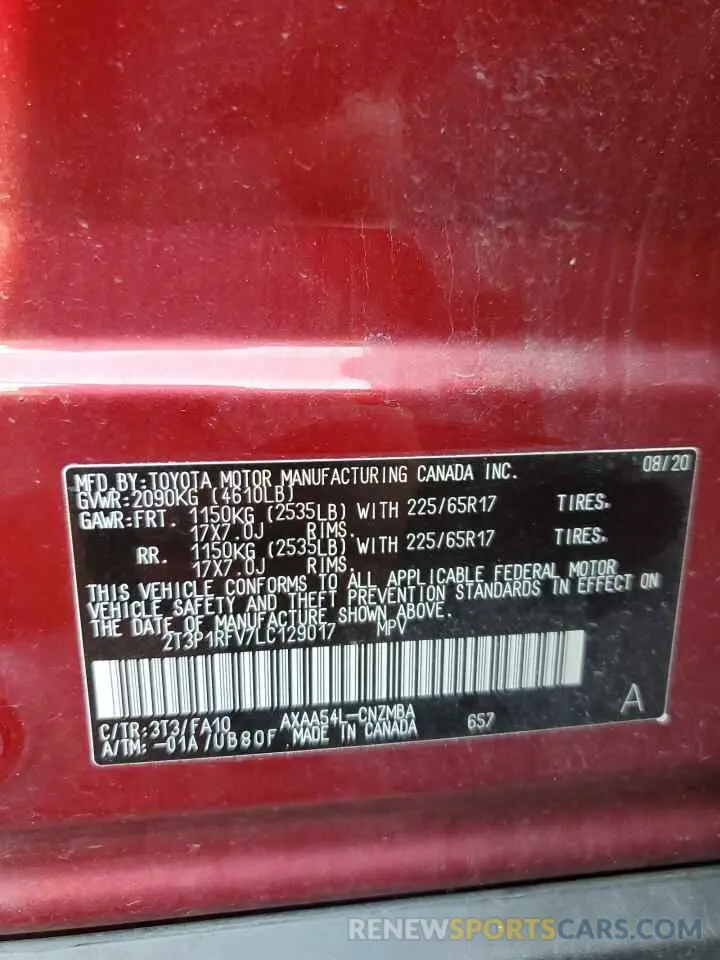 MFD. BY: TOYOTA MOTOR MANUFACTURING CANADA INC. 08/20
GVWR: 2090KG (4610LB)
GAWR: FRT. 1150KG (2535LB) WITH 225/65R17 TIRES.
17X7.0J RIMS.
RR. 1150KG (2535LB) WITH 225/65R17 TIRES.
17X7.0J RIMS.
THIS VEHICLE CONFORMS TO ALL APPLICABLE FEDERAL MOTOR
VEHICLE SAFETY AND THEFT PREVENTION STANDARDS IN EFFECT ON
THE DATE OF MANUFACTURE SHOWN ABOVE.
2T3P1RFV7LC129017 MPV
C/TR: 3T3/FA10 AXAA54L-CNZMBA 657 A
A/TM: -01A/UB80F MADE IN CANADA
RENEWSPORTSCARS.COM